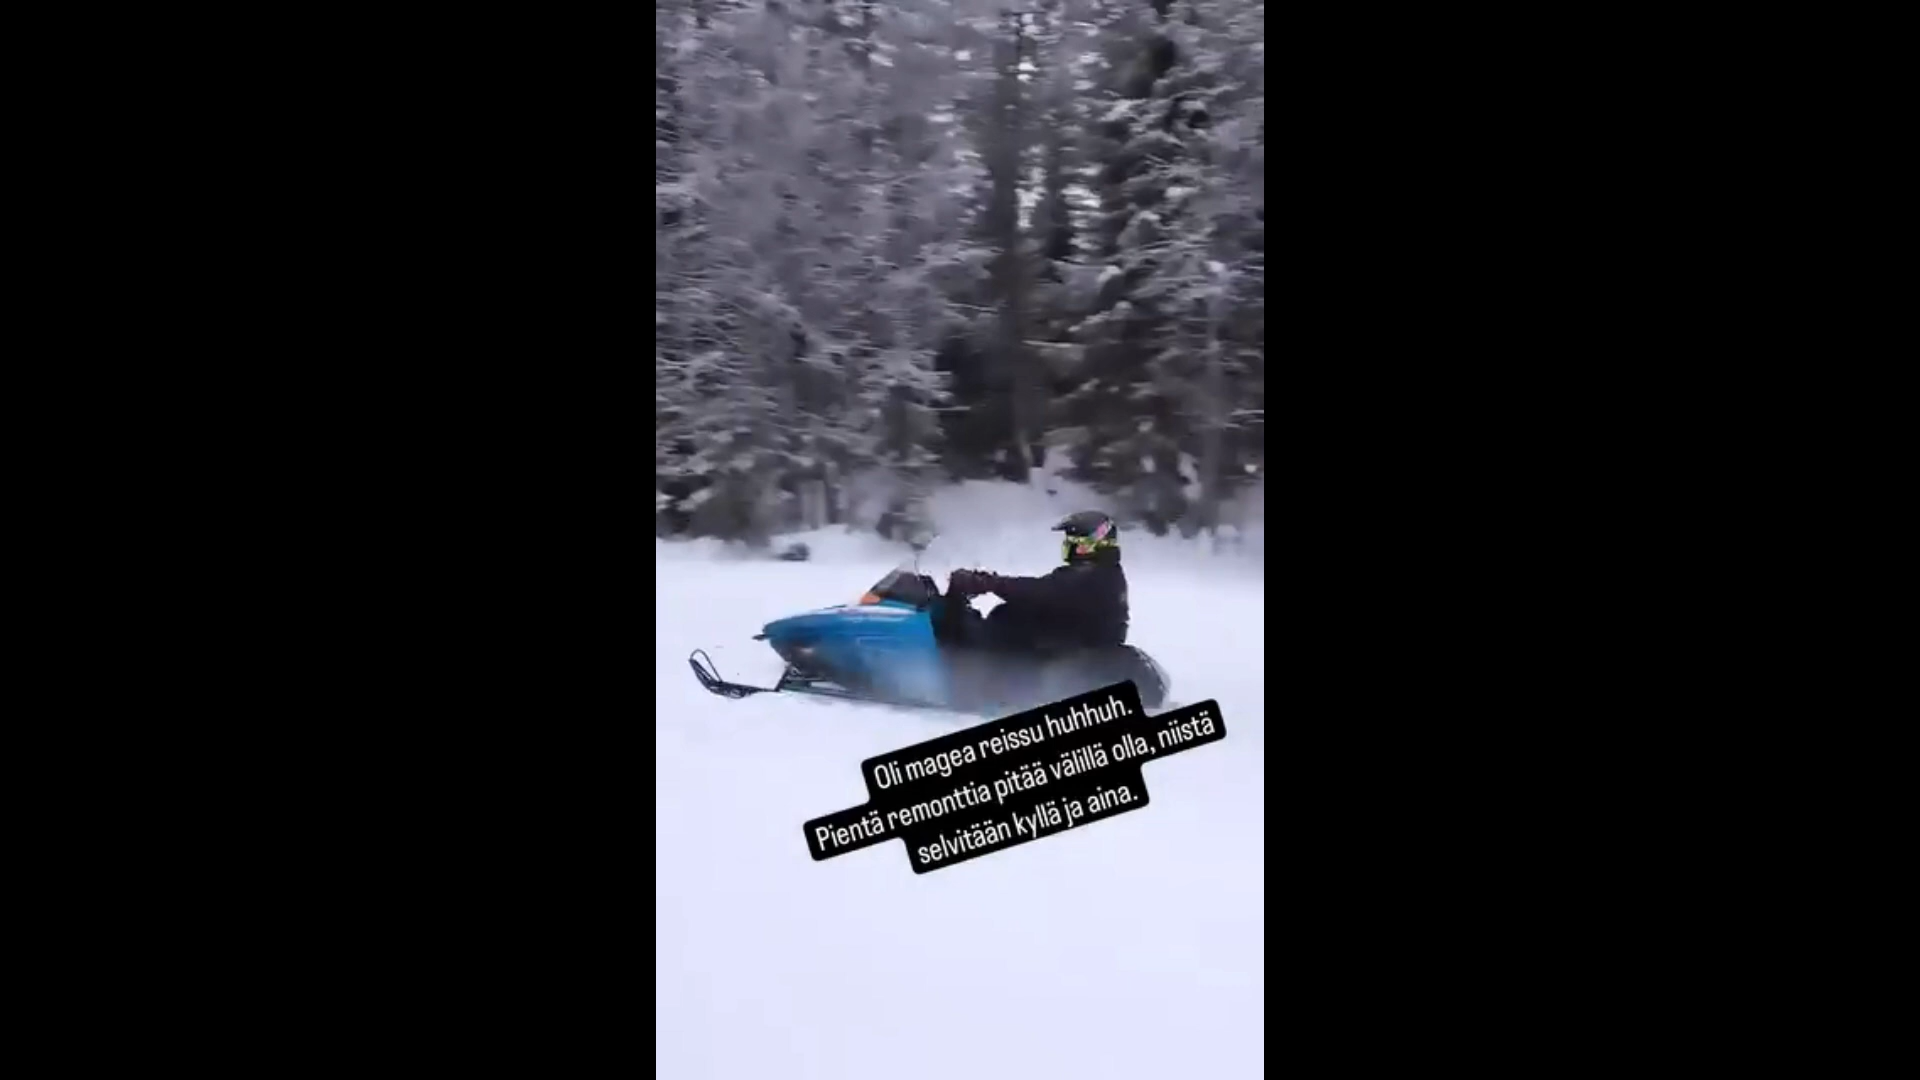 Oli magea reissu huhhuh.
Pientä remonttia pitää välillä olla, niistä
selvitään kyllä ja aina.